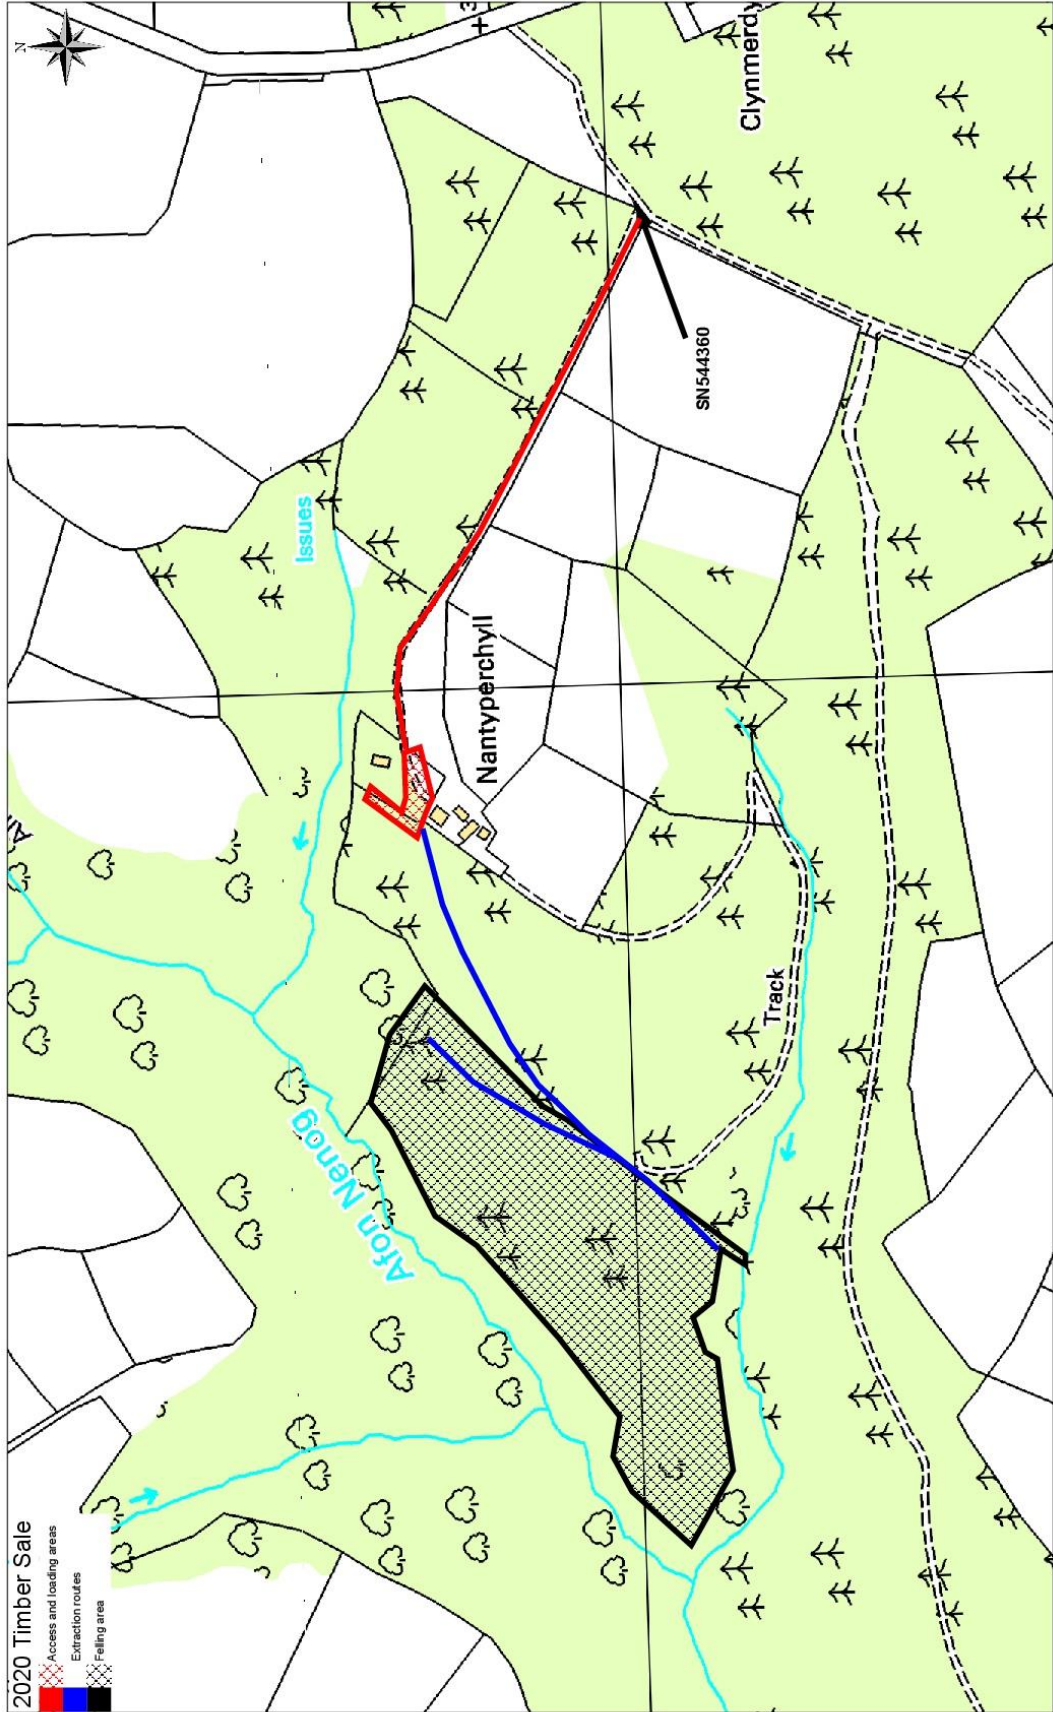 2020 Timber Sale
Access and loading areas
Extraction routes
Felling area
N
Issues
Afon Nenog
Nantyperchyll
Track
SN544360
Clynmerdy